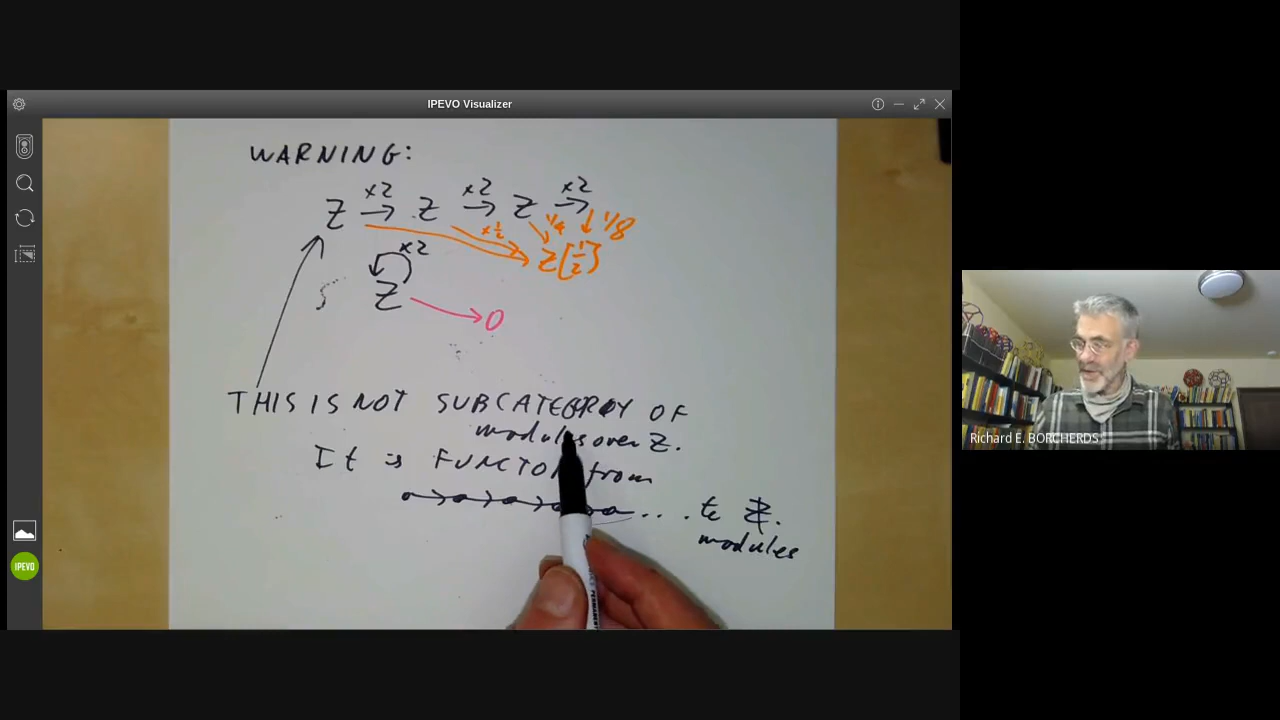 IPEVO Visualizer
WARNING:
Z ×2→ Z ×2→ Z ×2→
×1/2 1/4 1/8
Z[1/2]
×2
Z → 0
THIS IS NOT SUBCATEGORY OF
modules over Z.
It is FUNCTOR from
... to Z.
modules
Richard E. BORCHERDS
IPEVO